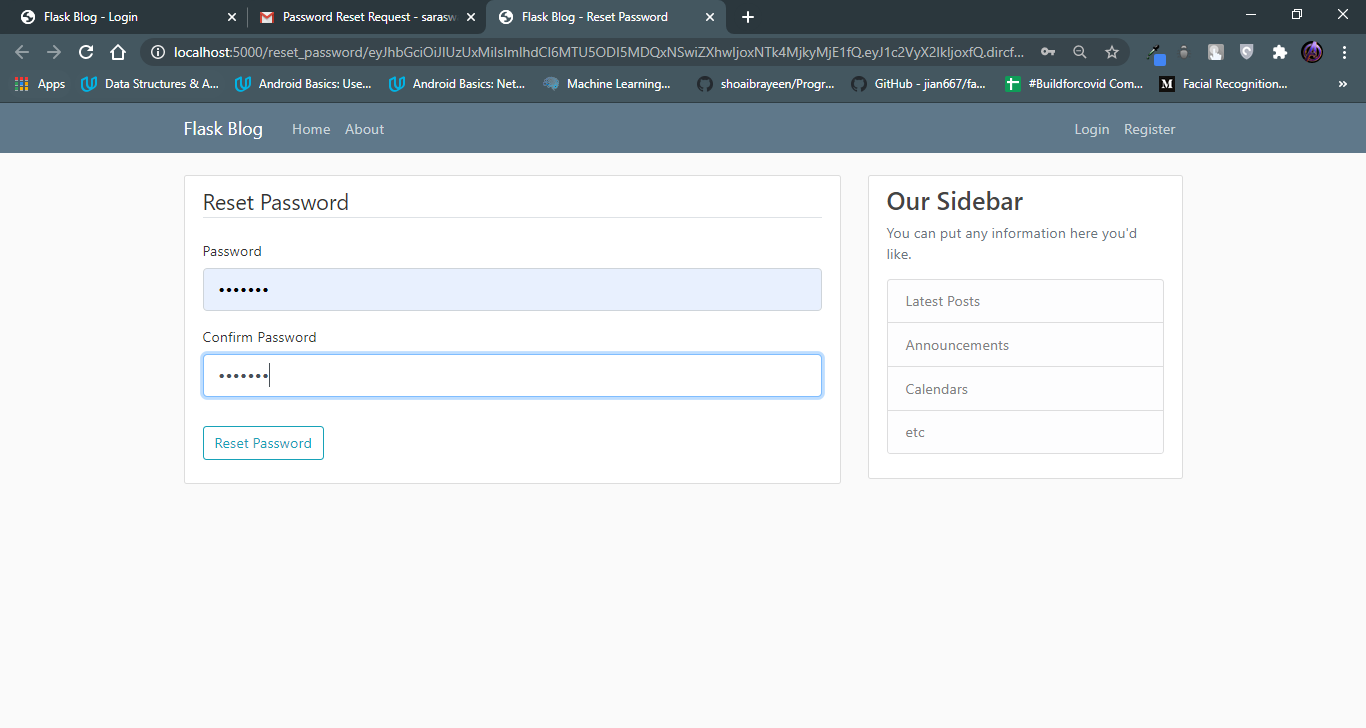 Flask Blog - Login
Password Reset Request - sarasw
Flask Blog - Reset Password
localhost:5000/reset_password/eyJhbGciOiJIUzUxMiIsImlhdCI6MTU5ODI5MDQxNSwiZXhwIjoxNTk4MjkyMjE1fQ.eyJ1c2VyX2lkIjoxfQ.dircf...
Apps
Data Structures & A...
Android Basics: Use...
Android Basics: Net...
Machine Learning...
shoaibrayeen/Progr...
GitHub - jian667/fa...
#Buildforcovid Com...
M
Facial Recognition...
»
Flask Blog
Home
About
Login
Register
Reset Password
Password
•••••••
Confirm Password
•••••••
Reset Password
Our Sidebar
You can put any information here you'd
like.
Latest Posts
Announcements
Calendars
etc